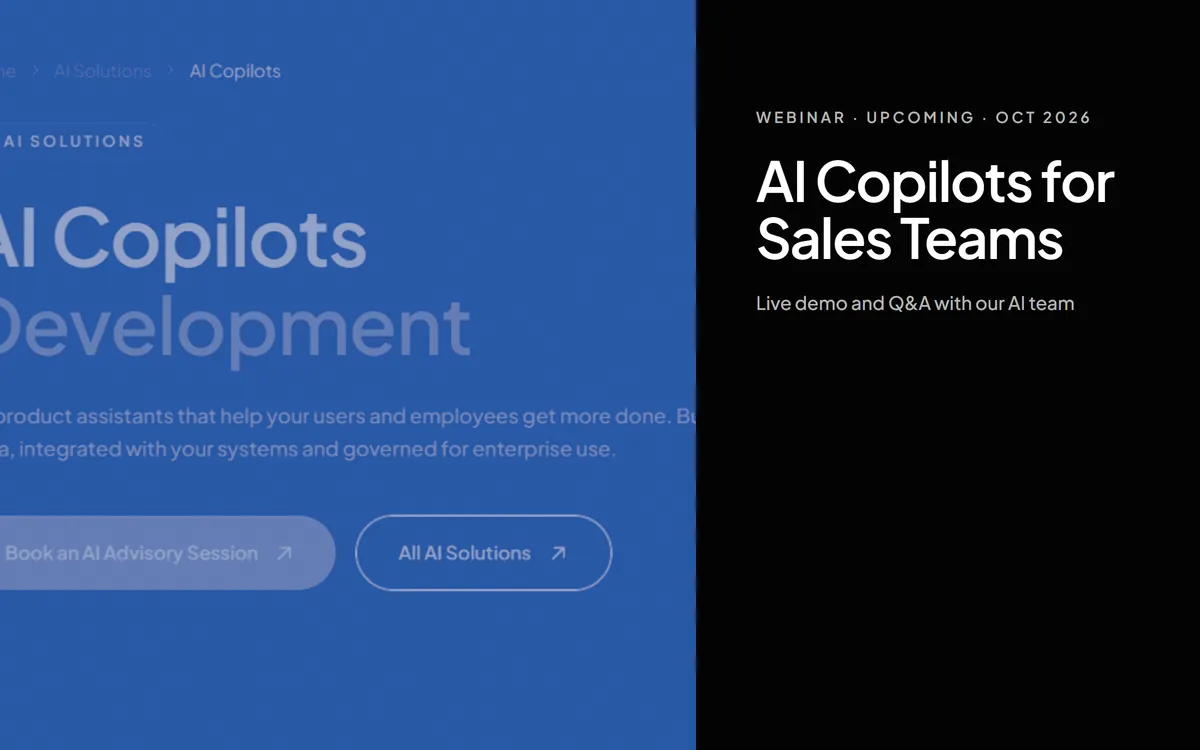 AI Solutions > AI Copilots
AI SOLUTIONS
AI Copilots
Development
product assistants that help your users and employees get more done.
integrated with your systems and governed for enterprise use.
Book an AI Advisory Session
All AI Solutions
WEBINAR · UPCOMING · OCT 2026
AI Copilots for
Sales Teams
Live demo and Q&A with our AI team